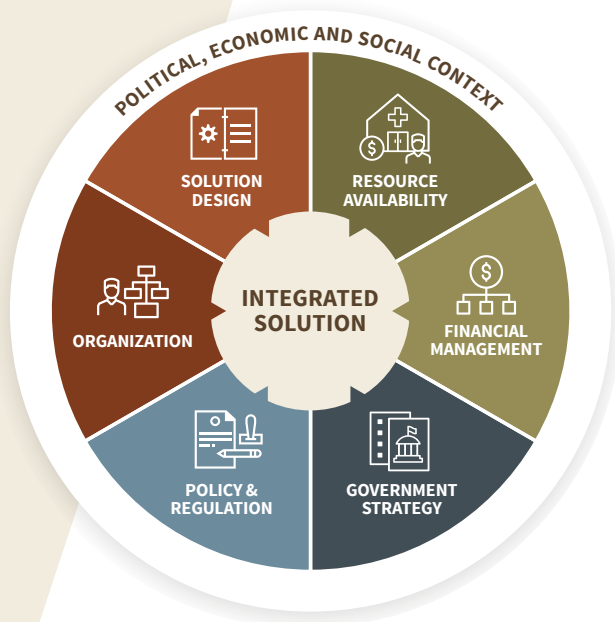 POLITICAL, ECONOMIC AND SOCIAL CONTEXT
SOLUTION
DESIGN
RESOURCE
AVAILABILITY
ORGANIZATION
INTEGRATED
SOLUTION
FINANCIAL
MANAGEMENT
POLICY &
REGULATION
GOVERNMENT
STRATEGY
$
$